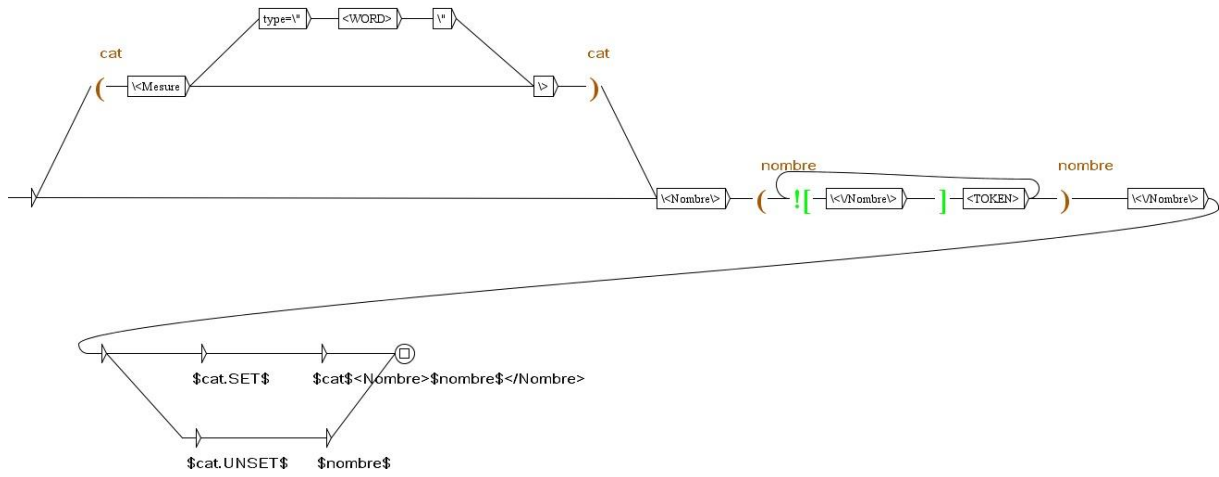 type=\" <WORD> \"
cat cat
( \<Mesure \> )
nombre nombre
\<Nombre\> ( ![ \<\/Nombre\> ] <TOKEN> ) \<\/Nombre\>
$cat.SET$ $cat$<Nombre>$nombre$</Nombre>
$cat.UNSET$ $nombre$